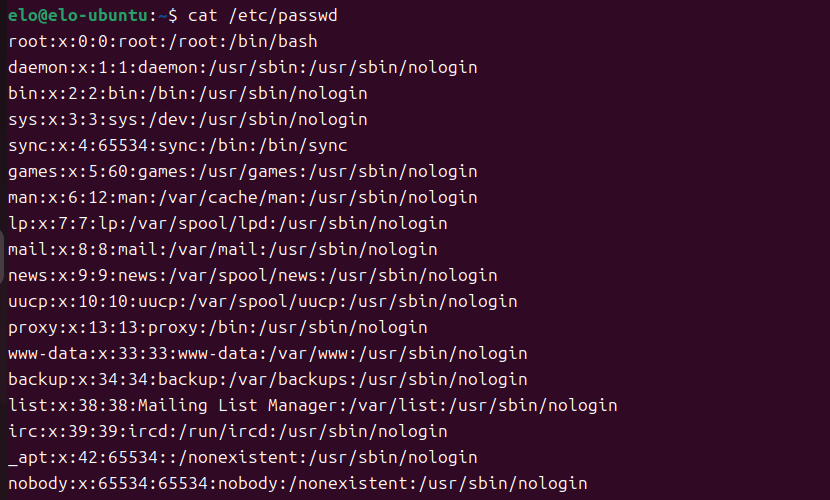 elo@elo-ubuntu:~$ cat /etc/passwd
root:x:0:0:root:/root:/bin/bash
daemon:x:1:1:daemon:/usr/sbin:/usr/sbin/nologin
bin:x:2:2:bin:/bin:/usr/sbin/nologin
sys:x:3:3:sys:/dev:/usr/sbin/nologin
sync:x:4:65534:sync:/bin:/bin/sync
games:x:5:60:games:/usr/games:/usr/sbin/nologin
man:x:6:12:man:/var/cache/man:/usr/sbin/nologin
lp:x:7:7:lp:/var/spool/lpd:/usr/sbin/nologin
mail:x:8:8:mail:/var/mail:/usr/sbin/nologin
news:x:9:9:news:/var/spool/news:/usr/sbin/nologin
uucp:x:10:10:uucp:/var/spool/uucp:/usr/sbin/nologin
proxy:x:13:13:proxy:/bin:/usr/sbin/nologin
www-data:x:33:33:www-data:/var/www:/usr/sbin/nologin
backup:x:34:34:backup:/var/backups:/usr/sbin/nologin
list:x:38:38:Mailing List Manager:/var/list:/usr/sbin/nologin
irc:x:39:39:ircd:/run/ircd:/usr/sbin/nologin
_apt:x:42:65534::/nonexistent:/usr/sbin/nologin
nobody:x:65534:65534:nobody:/nonexistent:/usr/sbin/nologin